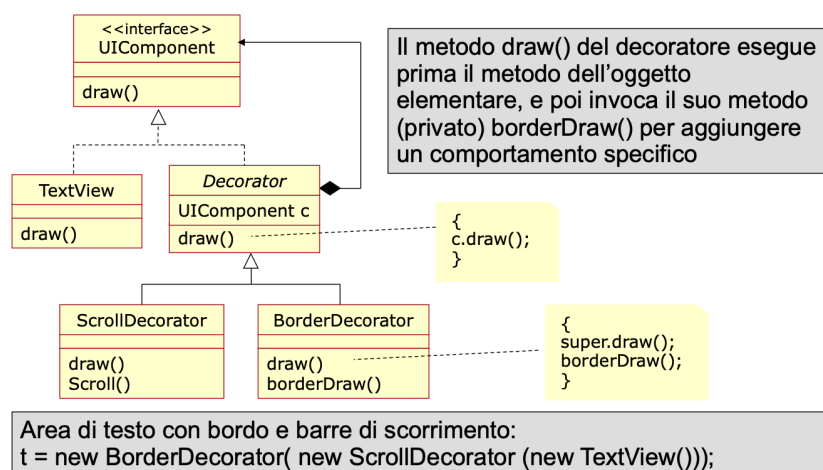 <<interface>>
UIComponent
draw()
Il metodo draw() del decoratore esegue
prima il metodo dell'oggetto
elementare, e poi invoca il suo metodo
(privato) borderDraw() per aggiungere
un comportamento specifico
TextView
draw()
Decorator
UIComponent c
draw()
{
c.draw();
}
ScrollDecorator
draw()
Scroll()
BorderDecorator
draw()
borderDraw()
{
super.draw();
borderDraw();
}
Area di testo con bordo e barre di scorrimento:
t = new BorderDecorator( new ScrollDecorator (new TextView()));